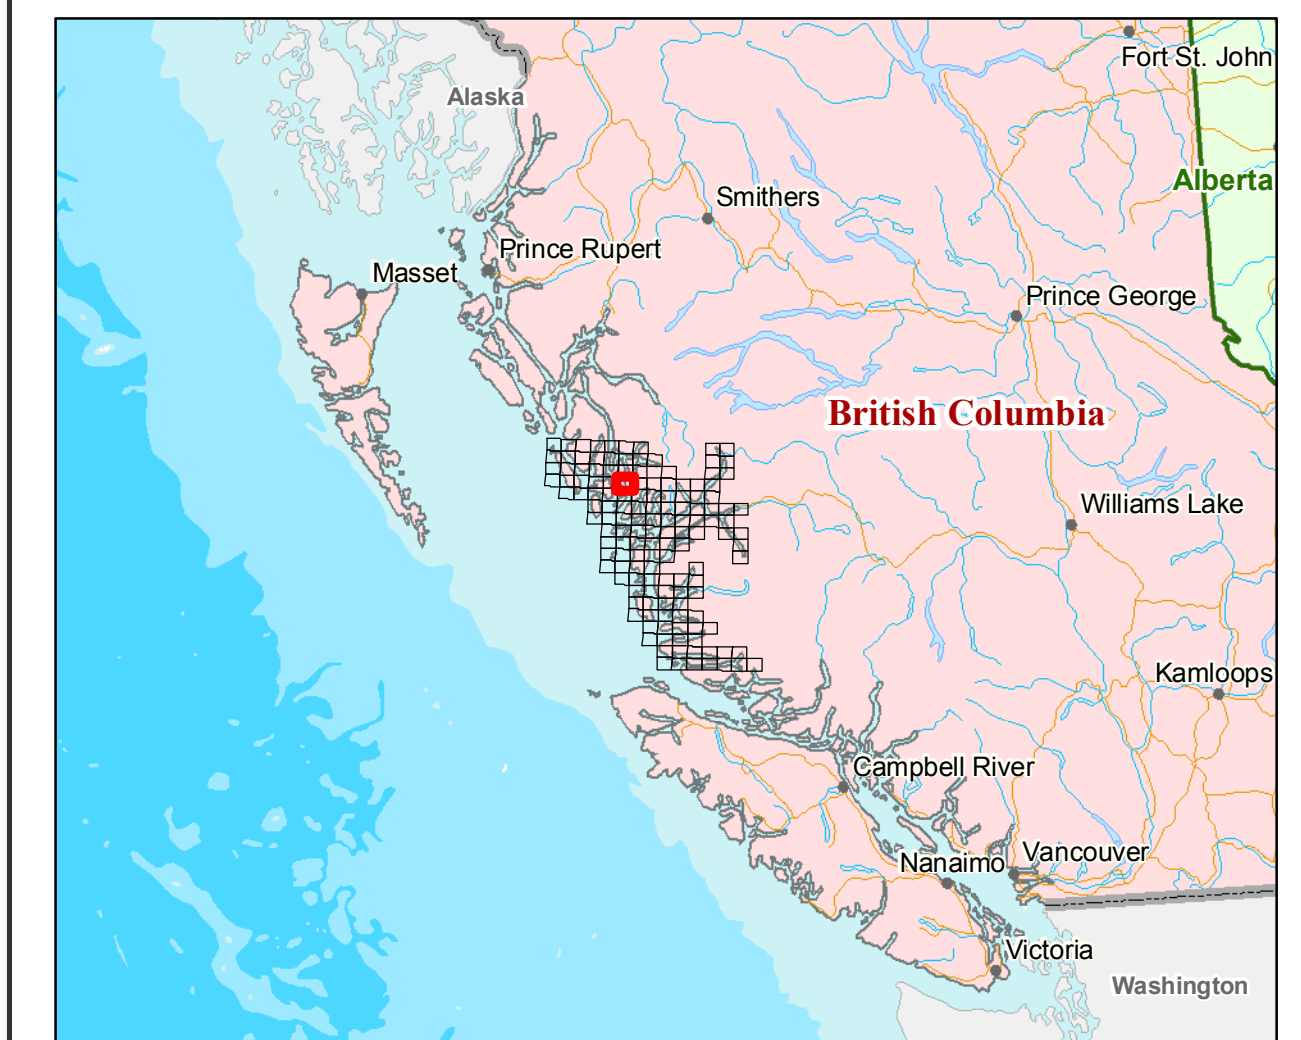 Fort St. John
Alaska
Alberta
Smithers
Prince Rupert
Masset
Prince George
British Columbia
Williams Lake
Kamloops
Campbell River
Vancouver
Nanaimo
Victoria
Washington